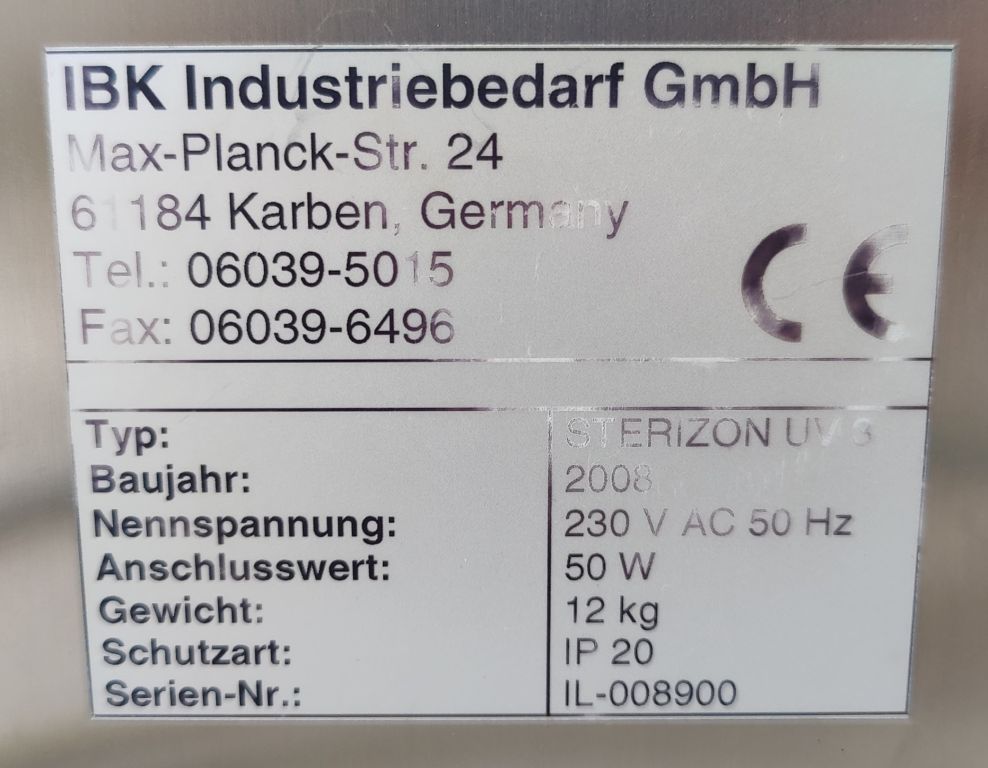 IBK Industriebedarf GmbH
Max-Planck-Str. 24
61184 Karben, Germany
Tel.: 06039-5015
Fax: 06039-6496
CE
Typ: STERIZON UV 3
Baujahr: 2008
Nennspannung: 230 V AC 50 Hz
Anschlusswert: 50 W
Gewicht: 12 kg
Schutzart: IP 20
Serien-Nr.: IL-008900